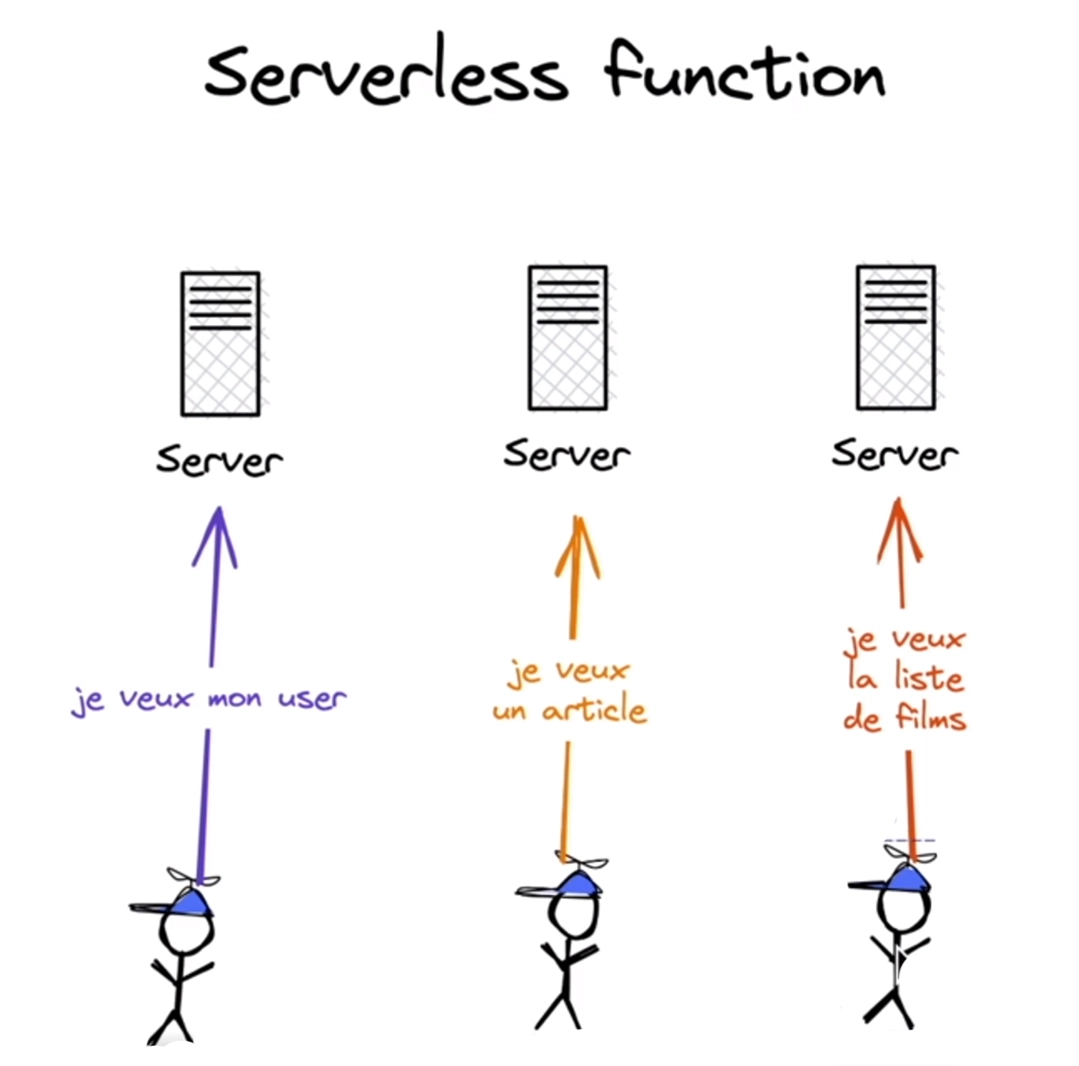 Serverless function
Server
Server
Server
je veux mon user
je veux
un article
je veux
la liste
de films